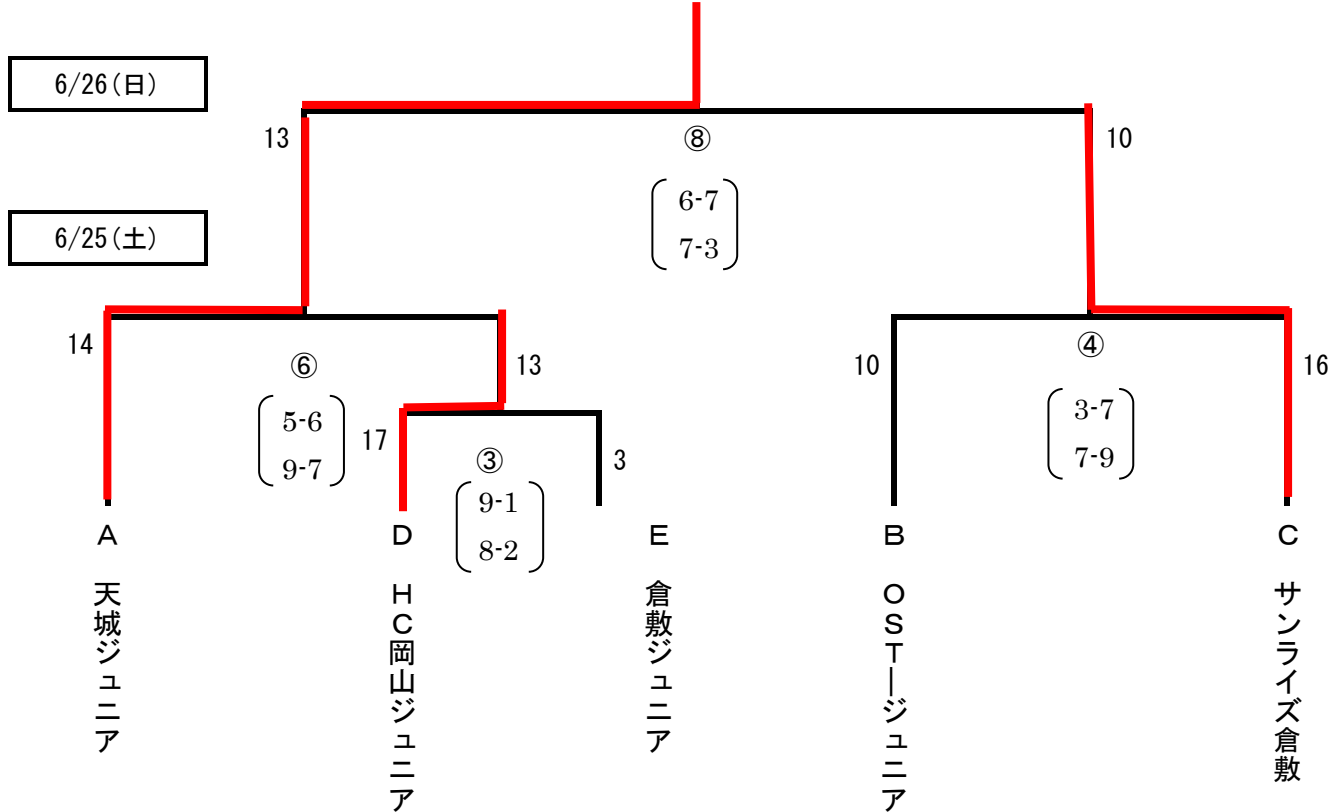 6/26(日)
13
10
⑧
6-7
7-3
6/25(土)
14
⑥
13
10
④
16
5-6
9-7
17
③
3
3-7
7-9
9-1
8-2
A
D
E
B
C
天城ジュニア
HC岡山ジュニア
倉敷ジュニア
OSTージュニア
サンライズ倉敷